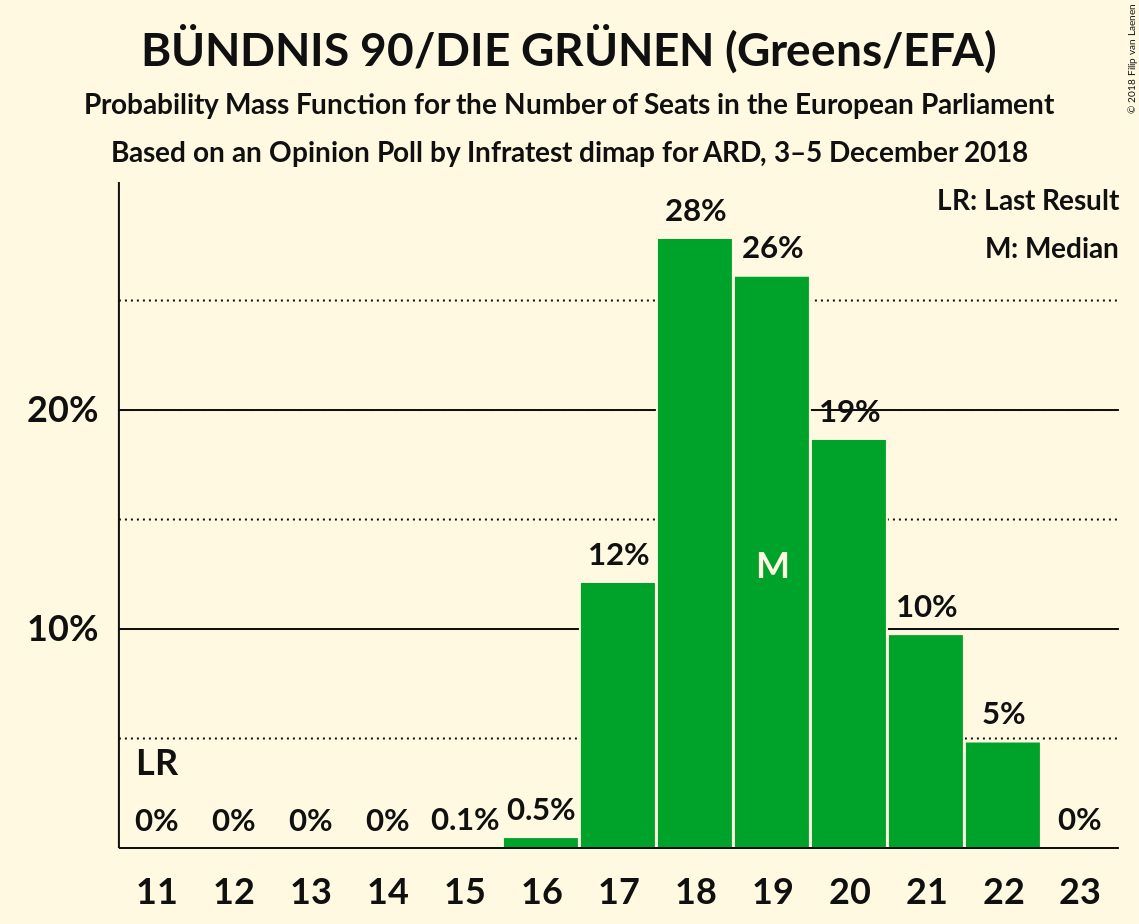 BÜNDNIS 90/DIE GRÜNEN (Greens/EFA)
Probability Mass Function for the Number of Seats in the European Parliament
Based on an Opinion Poll by Infratest dimap for ARD, 3–5 December 2018
© 2018 Filip van Laenen
LR: Last Result
M: Median
28%
26%
20%
19%
12%
M
10%
10%
5%
LR
0% 0% 0% 0% 0.1% 0.5% 0%
11 12 13 14 15 16 17 18 19 20 21 22 23